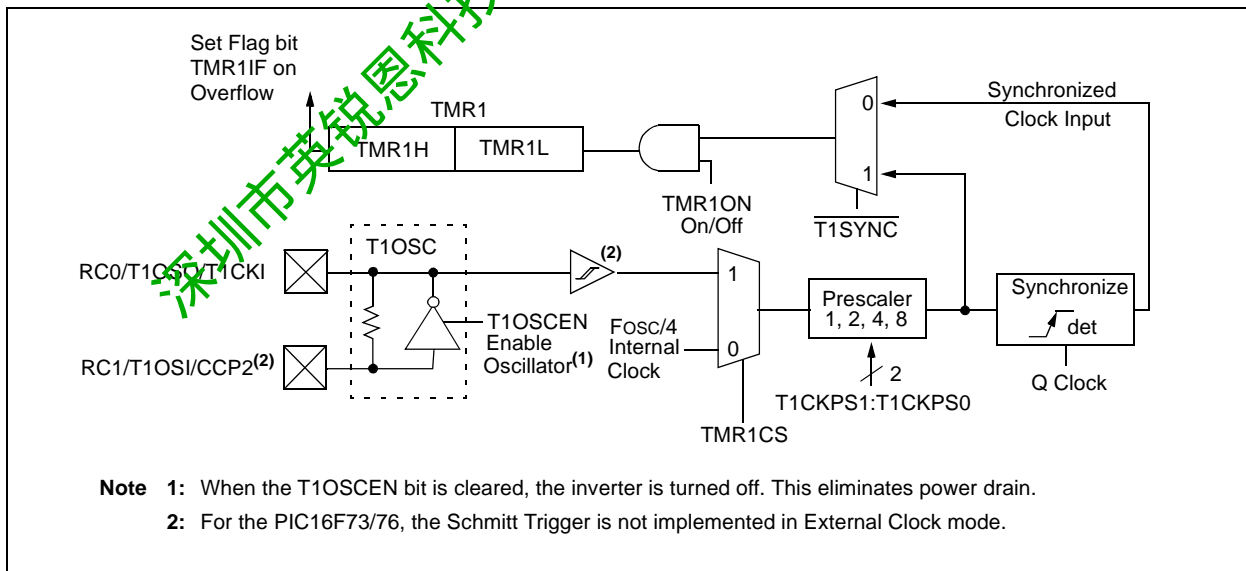 Set Flag bit
TMR1IF on
Overflow
TMR1
TMR1H
TMR1L
TMR1ON
On/Off
0
1
T1SYNC
Synchronized
Clock Input
深圳市英锐恩科技
T1OSC
RC0/T1OSO/T1CKI
(2)
1
0
FOSC/4
Internal
Clock
T1OSCEN
Enable
Oscillator(1)
RC1/T1OSI/CCP2(2)
Prescaler
1, 2, 4, 8
Synchronize
det
2
T1CKPS1:T1CKPS0
Q Clock
TMR1CS
Note 1: When the T1OSCEN bit is cleared, the inverter is turned off. This eliminates power drain.
2: For the PIC16F73/76, the Schmitt Trigger is not implemented in External Clock mode.